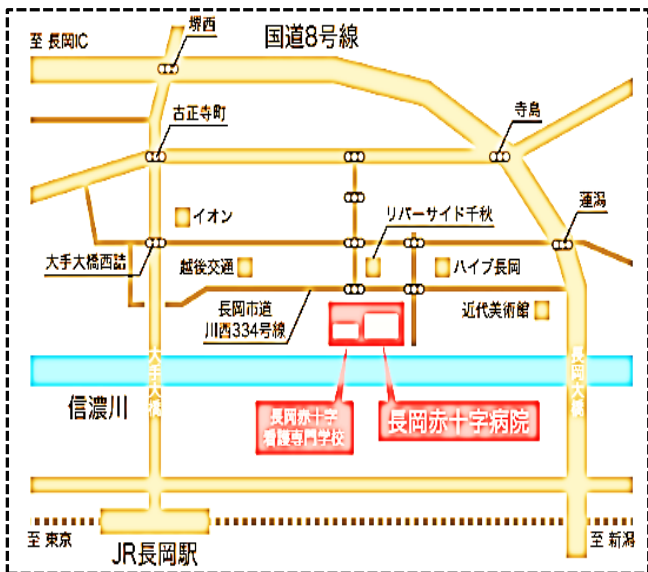 堺西
国道8号線
至 長岡IC
古正寺町
寺島
イオン
リバーサイド千秋
蓮潟
大手大橋西詰
越後交通
ハイブ長岡
長岡市道
川西334号線
近代美術館
大手大橋
長岡大橋
信濃川
長岡赤十字
看護専門学校
長岡赤十字病院
至 東京
JR長岡駅
至 新潟